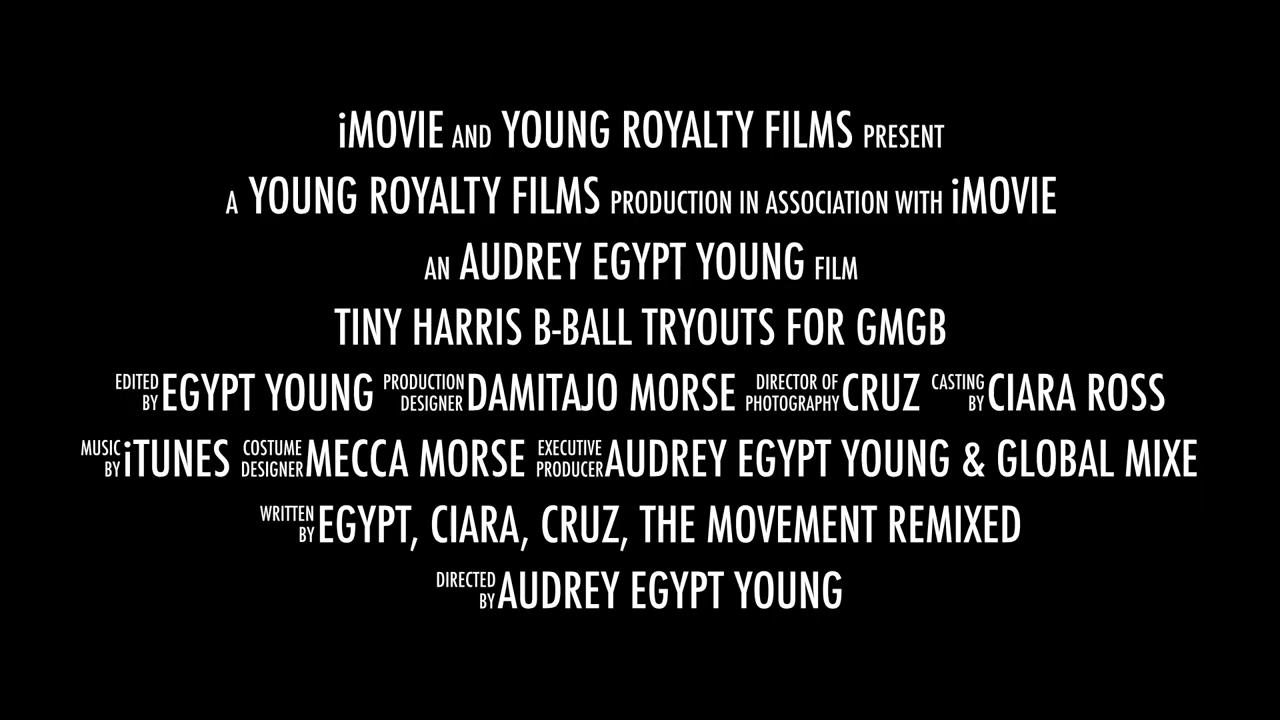 iMOVIE AND YOUNG ROYALTY FILMS PRESENT
A YOUNG ROYALTY FILMS PRODUCTION IN ASSOCIATION WITH iMOVIE
AN AUDREY EGYPT YOUNG FILM
TINY HARRIS B-BALL TRYOUTS FOR GMGB
EDITED BY EGYPT YOUNG PRODUCTION DESIGNER DAMITAJO MORSE DIRECTOR OF PHOTOGRAPHY CRUZ CASTING BY CIARA ROSS
MUSIC BY iTUNES COSTUME DESIGNER MECCA MORSE EXECUTIVE PRODUCER AUDREY EGYPT YOUNG & GLOBAL MIXE
WRITTEN BY EGYPT, CIARA, CRUZ, THE MOVEMENT REMIXED
DIRECTED BY AUDREY EGYPT YOUNG